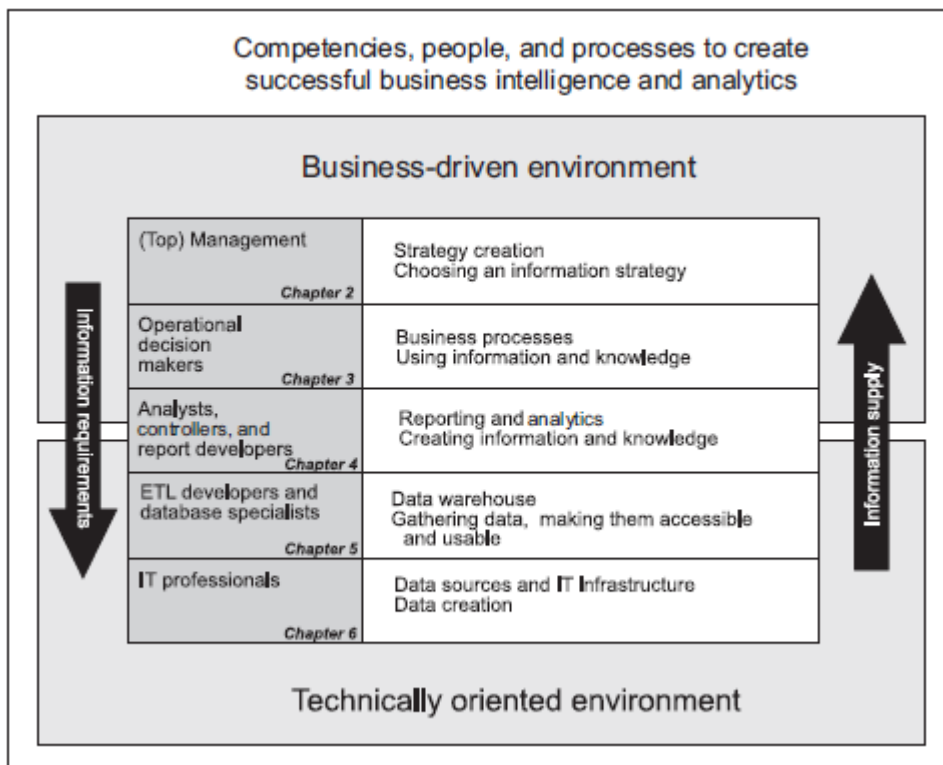 Competencies, people, and processes to create
successful business intelligence and analytics
Business-driven environment
Information requirements
(Top) Management
Chapter 2
Strategy creation
Choosing an information strategy
Operational
decision
makers
Chapter 3
Business processes
Using information and knowledge
Analysts,
controllers, and
report developers
Chapter 4
Reporting and analytics
Creating information and knowledge
ETL developers and
database specialists
Chapter 5
Data warehouse
Gathering data, making them accessible
and usable
IT professionals
Chapter 6
Data sources and IT Infrastructure
Data creation
Information supply
Technically oriented environment